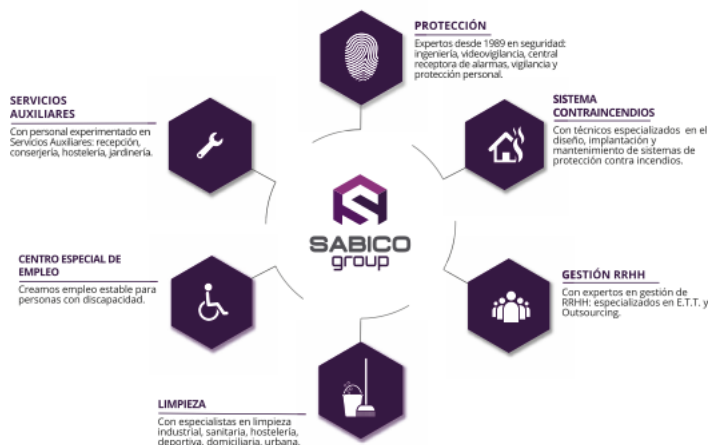 PROTECCIÓN
Expertos desde 1989 en seguridad:
ingeniería, videovigilancia, central
receptora de alarmas, vigilancia y
protección personal.
SISTEMA
CONTRAINCENDIOS
Con técnicos especializados en el
diseño, implantación y
mantenimiento de sistemas de
protección contra incendios.
GESTIÓN RRHH
Con expertos en gestión de
RRHH: especializados en E.T.T. y
Outsourcing.
LIMPIEZA
Con especialistas en limpieza
industrial, sanitaria, hostelería,
deportiva, domiciliaria, urbana.
CENTRO ESPECIAL DE
EMPLEO
Creamos empleo estable para
personas con discapacidad.
SERVICIOS
AUXILIARES
Con personal experimentado en
Servicios Auxiliares: recepción,
conserjería, hostelería, jardinería.
SABICO
group